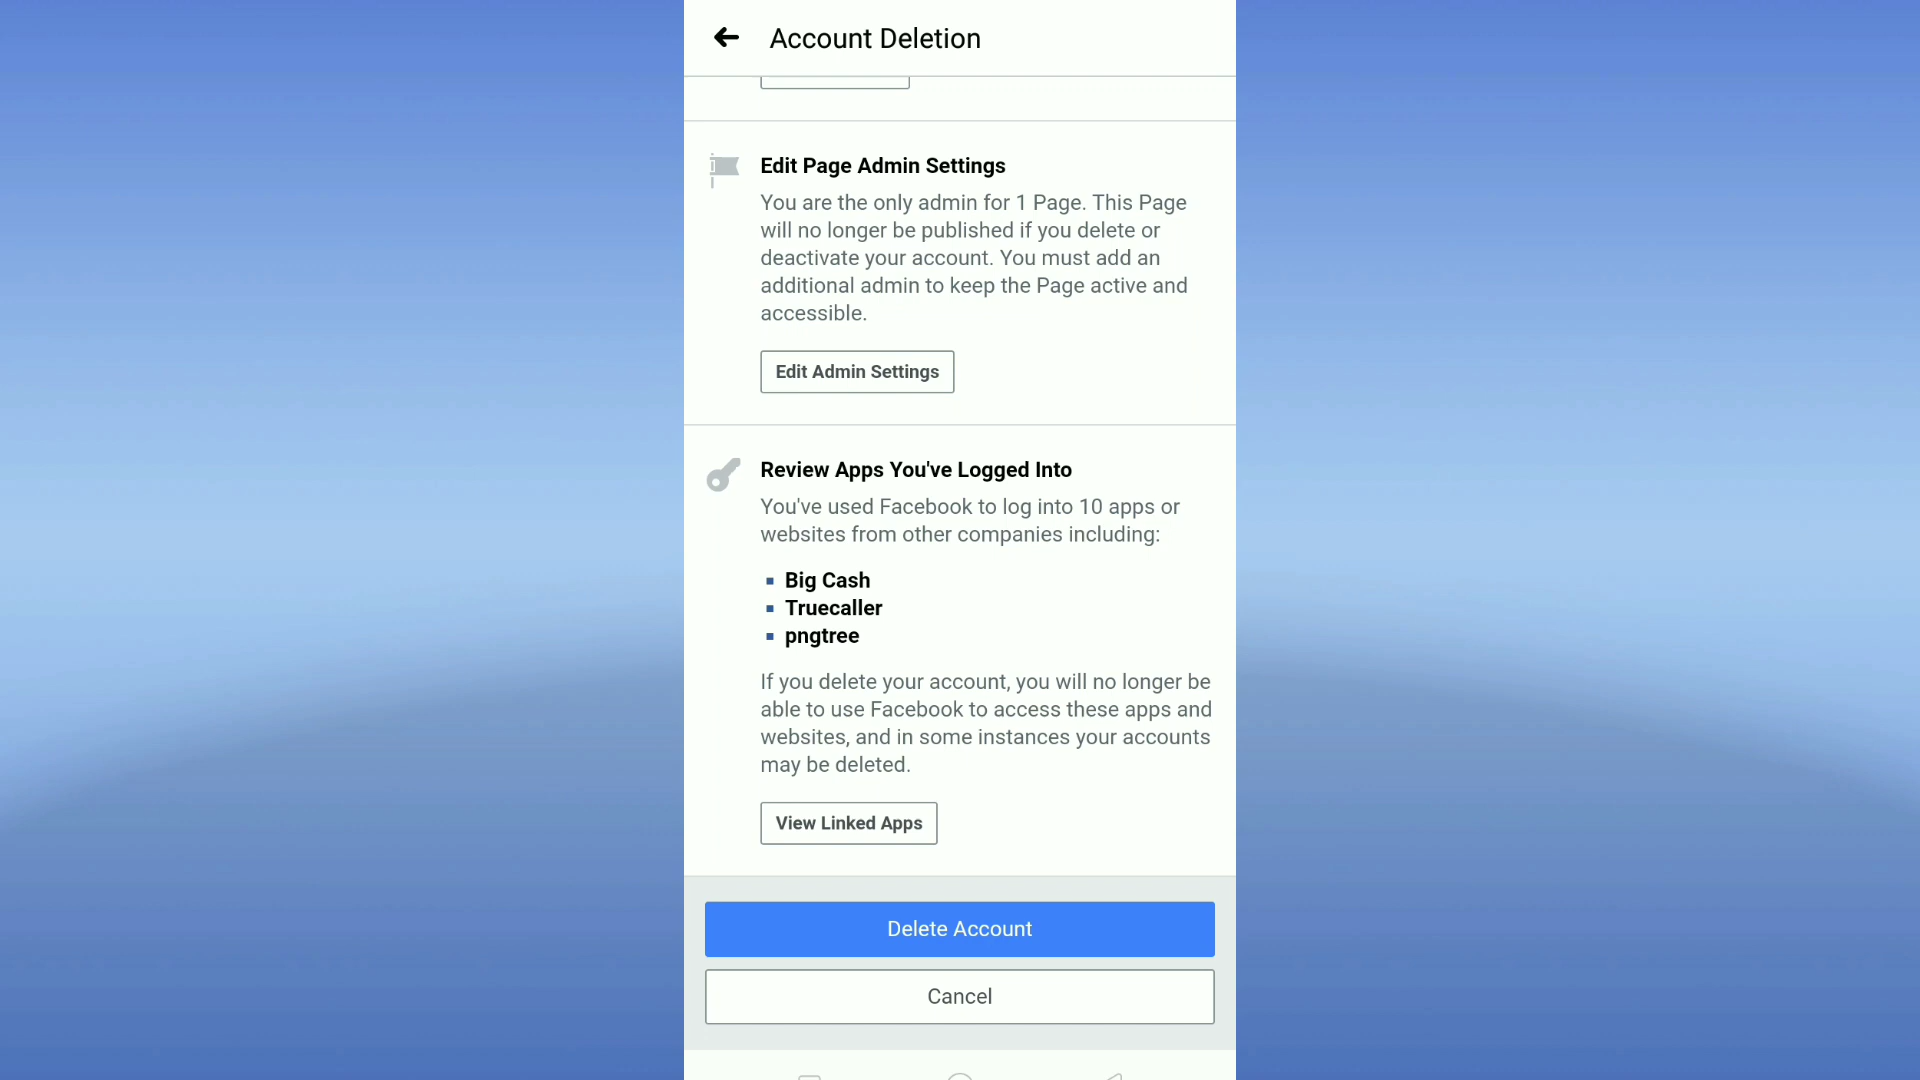 Account Deletion
Edit Page Admin Settings
You are the only admin for 1 Page. This Page
will no longer be published if you delete or
deactivate your account. You must add an
additional admin to keep the Page active and
accessible.
Edit Admin Settings
Review Apps You've Logged Into
You've used Facebook to log into 10 apps or
websites from other companies including:
Big Cash
Truecaller
pngtree
If you delete your account, you will no longer be
able to use Facebook to access these apps and
websites, and in some instances your accounts
may be deleted.
View Linked Apps
Delete Account
Cancel